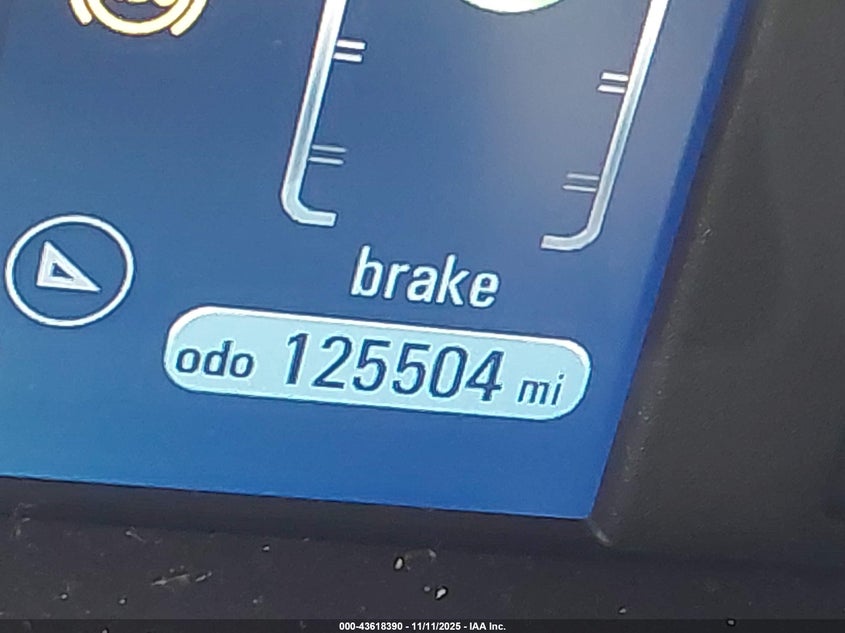 brake
odo 125504 mi
000-43618390 - 11/11/2025 - IAA Inc.